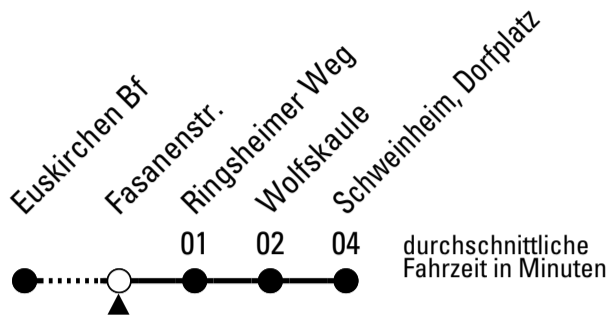 Euskirchen Bf
Fasanenstr.
Ringsheimer Weg
Wolfskaule
Schweinheim, Dorfplatz
01 02 04
durchschnittliche
Fahrzeit in Minuten